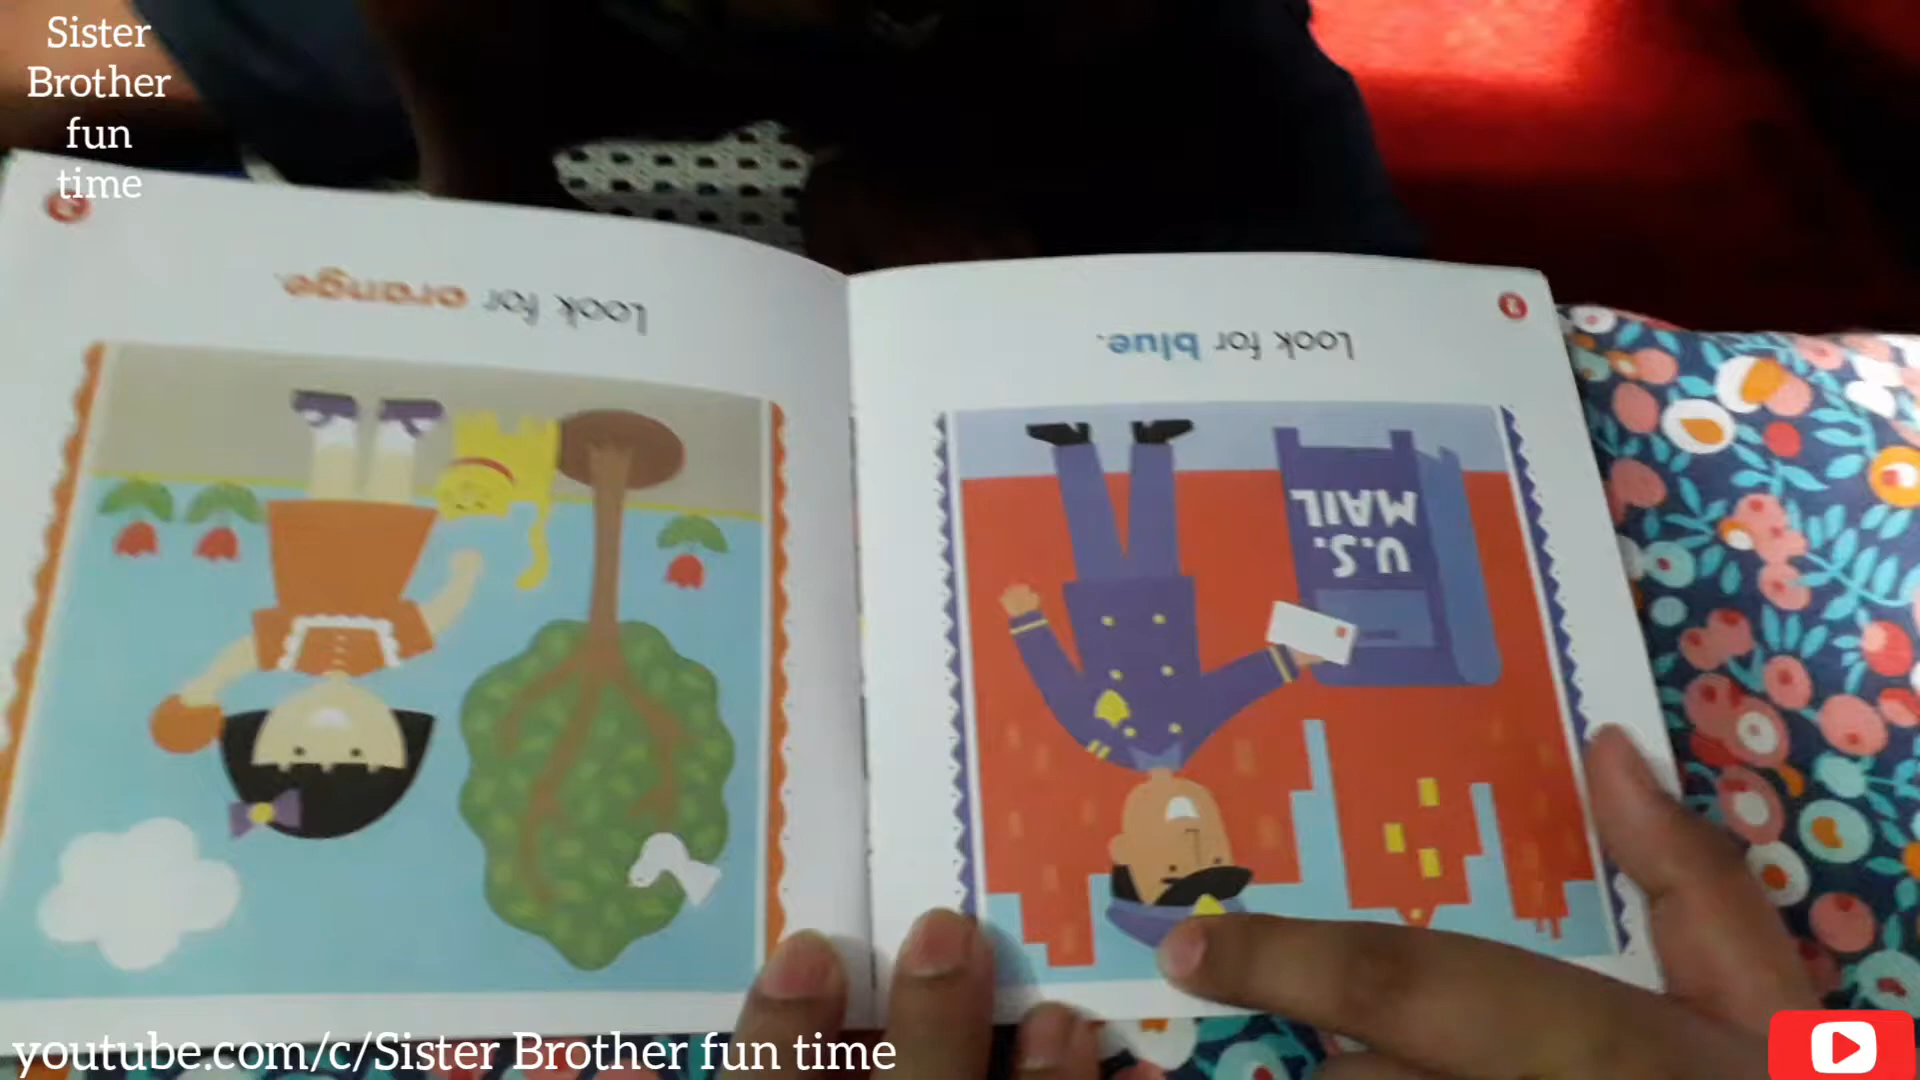 Sister
Brother
fun
time
Look for orange.
Look for blue.
U.S.
MAIL
youtube.com/c/Sister Brother fun time